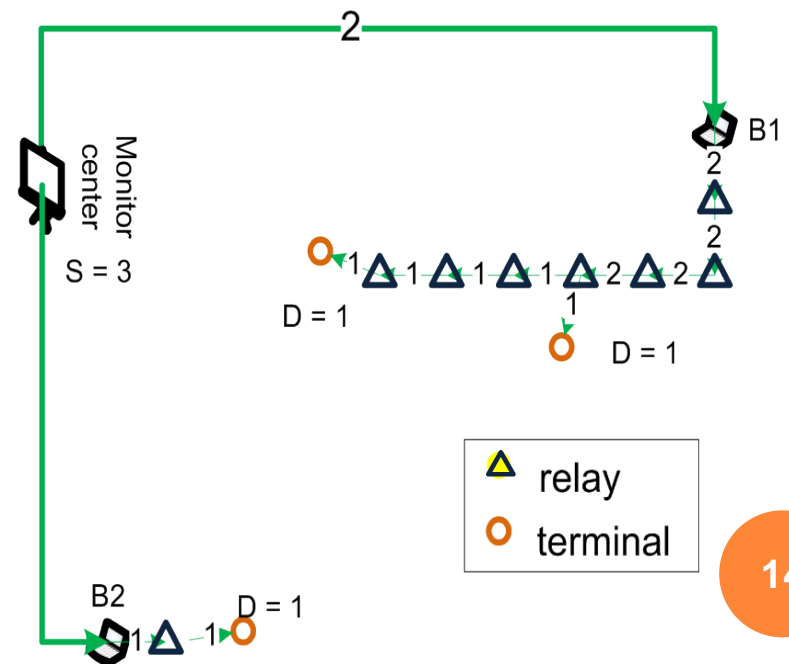 2
B1
Monitor
center
2
S = 3
2
1
1
1
1
2
2
D = 1
1
D = 1
relay
terminal
B2
D = 1
1
1